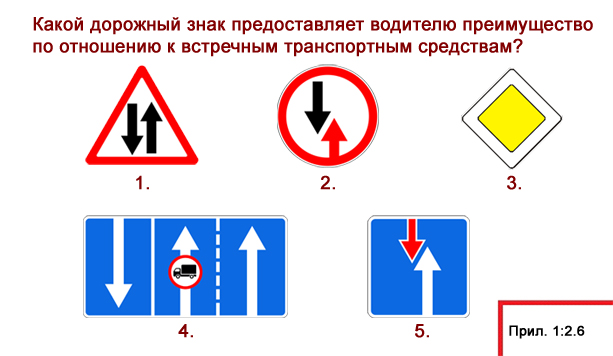 Какой дорожный знак предоставляет водителю преимущество
по отношению к встречным транспортным средствам?
1.
2.
3.
4.
5.
Прил. 1:2.6